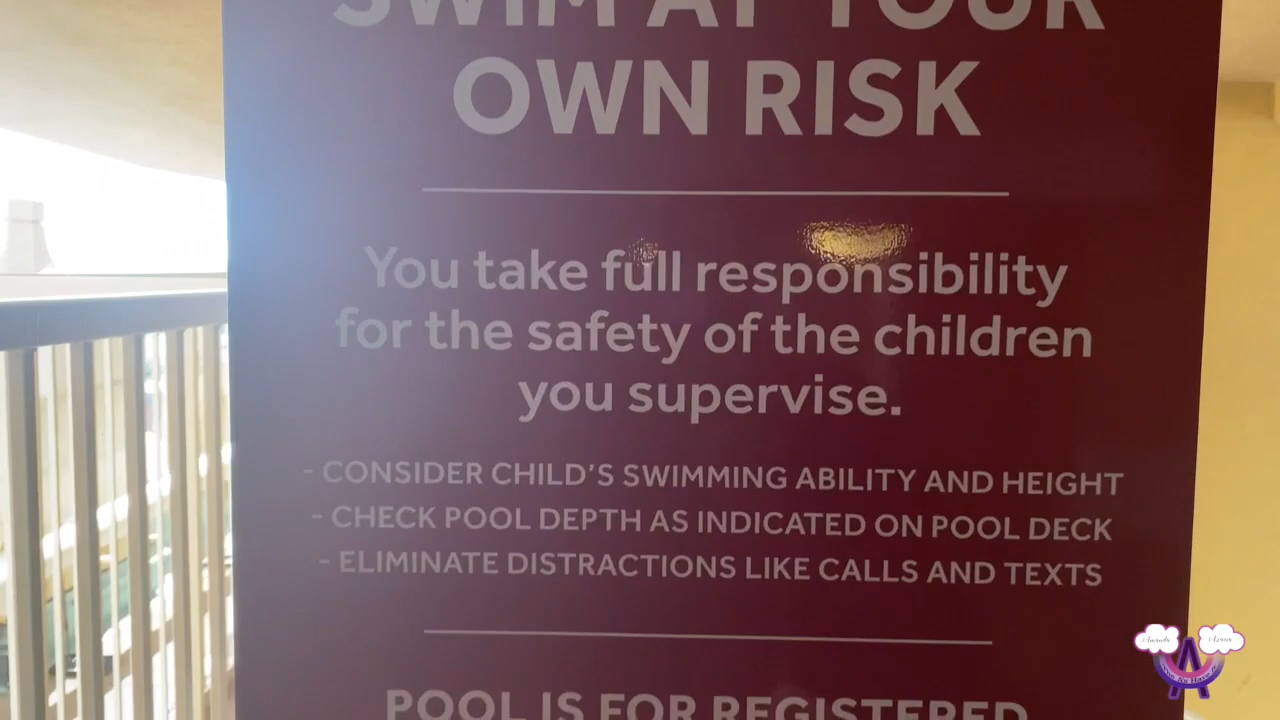 SWIM AT YOUR
OWN RISK
You take full responsibility
for the safety of the children
you supervise.
- CONSIDER CHILD'S SWIMMING ABILITY AND HEIGHT
- CHECK POOL DEPTH AS INDICATED ON POOL DECK
- ELIMINATE DISTRACTIONS LIKE CALLS AND TEXTS
POOL IS FOR REGISTERED
Amanda